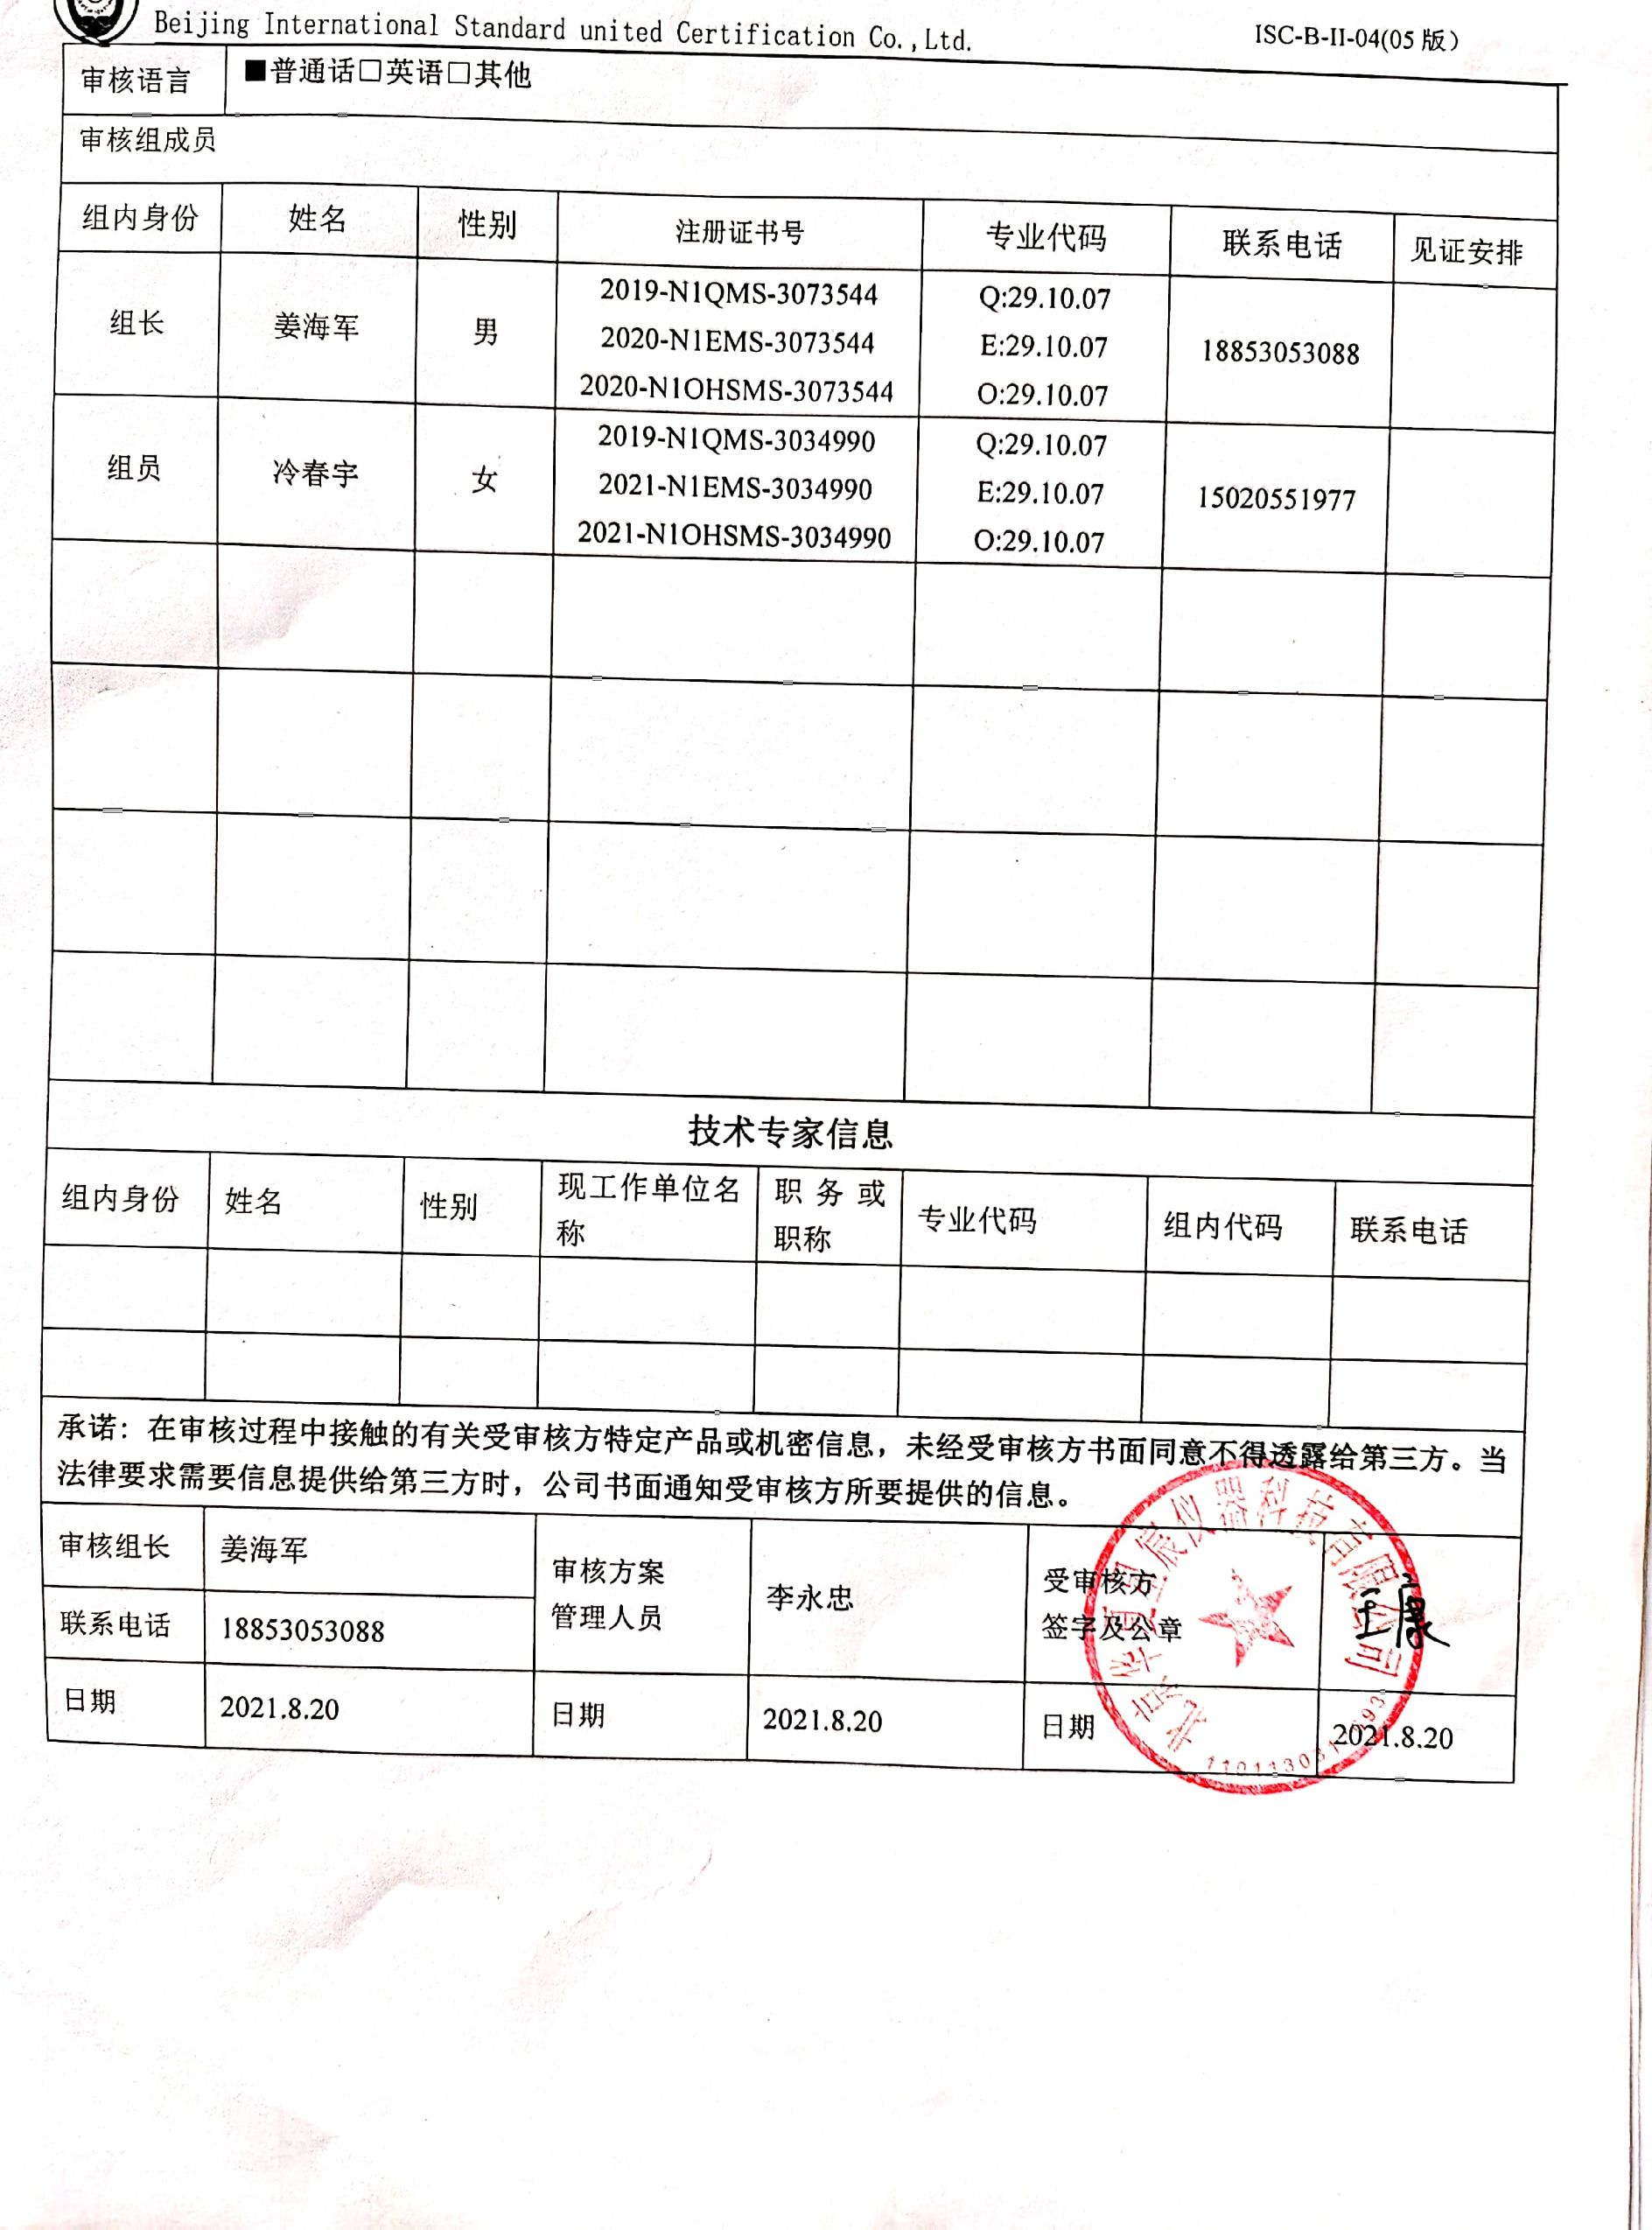 Beijing International Standard united Certification Co.,Ltd.
ISC-B-II-04(05 版)
审核语言 ■普通话□英语□其他
审核组成员
组内身份 姓名 性别 注册证书号 专业代码 联系电话 见证安排
组长 姜海军 男 2019-N1QMS-3073544 Q:29.10.07 18853053088
2020-N1EMS-3073544 E:29.10.07
2020-N1OHSMS-3073544 O:29.10.07
组员 冷春宇 女 2019-N1QMS-3034990 Q:29.10.07 15020551977
2021-N1EMS-3034990 E:29.10.07
2021-N1OHSMS-3034990 O:29.10.07
技术专家信息
组内身份 姓名 性别 现工作单位名称 职务或职称 专业代码 组内代码 联系电话
承诺：在审核过程中接触的有关受审核方特定产品或机密信息，未经受审核方书面同意不得透露给第三方。当
法律要求需要信息提供给第三方时，公司书面通知受审核方所要提供的信息。
审核组长 姜海军 审核方案管理人员 李永忠 受审核方签字及公章 王康
联系电话 18853053088
日期 2021.8.20 日期 2021.8.20 日期 2021.8.20